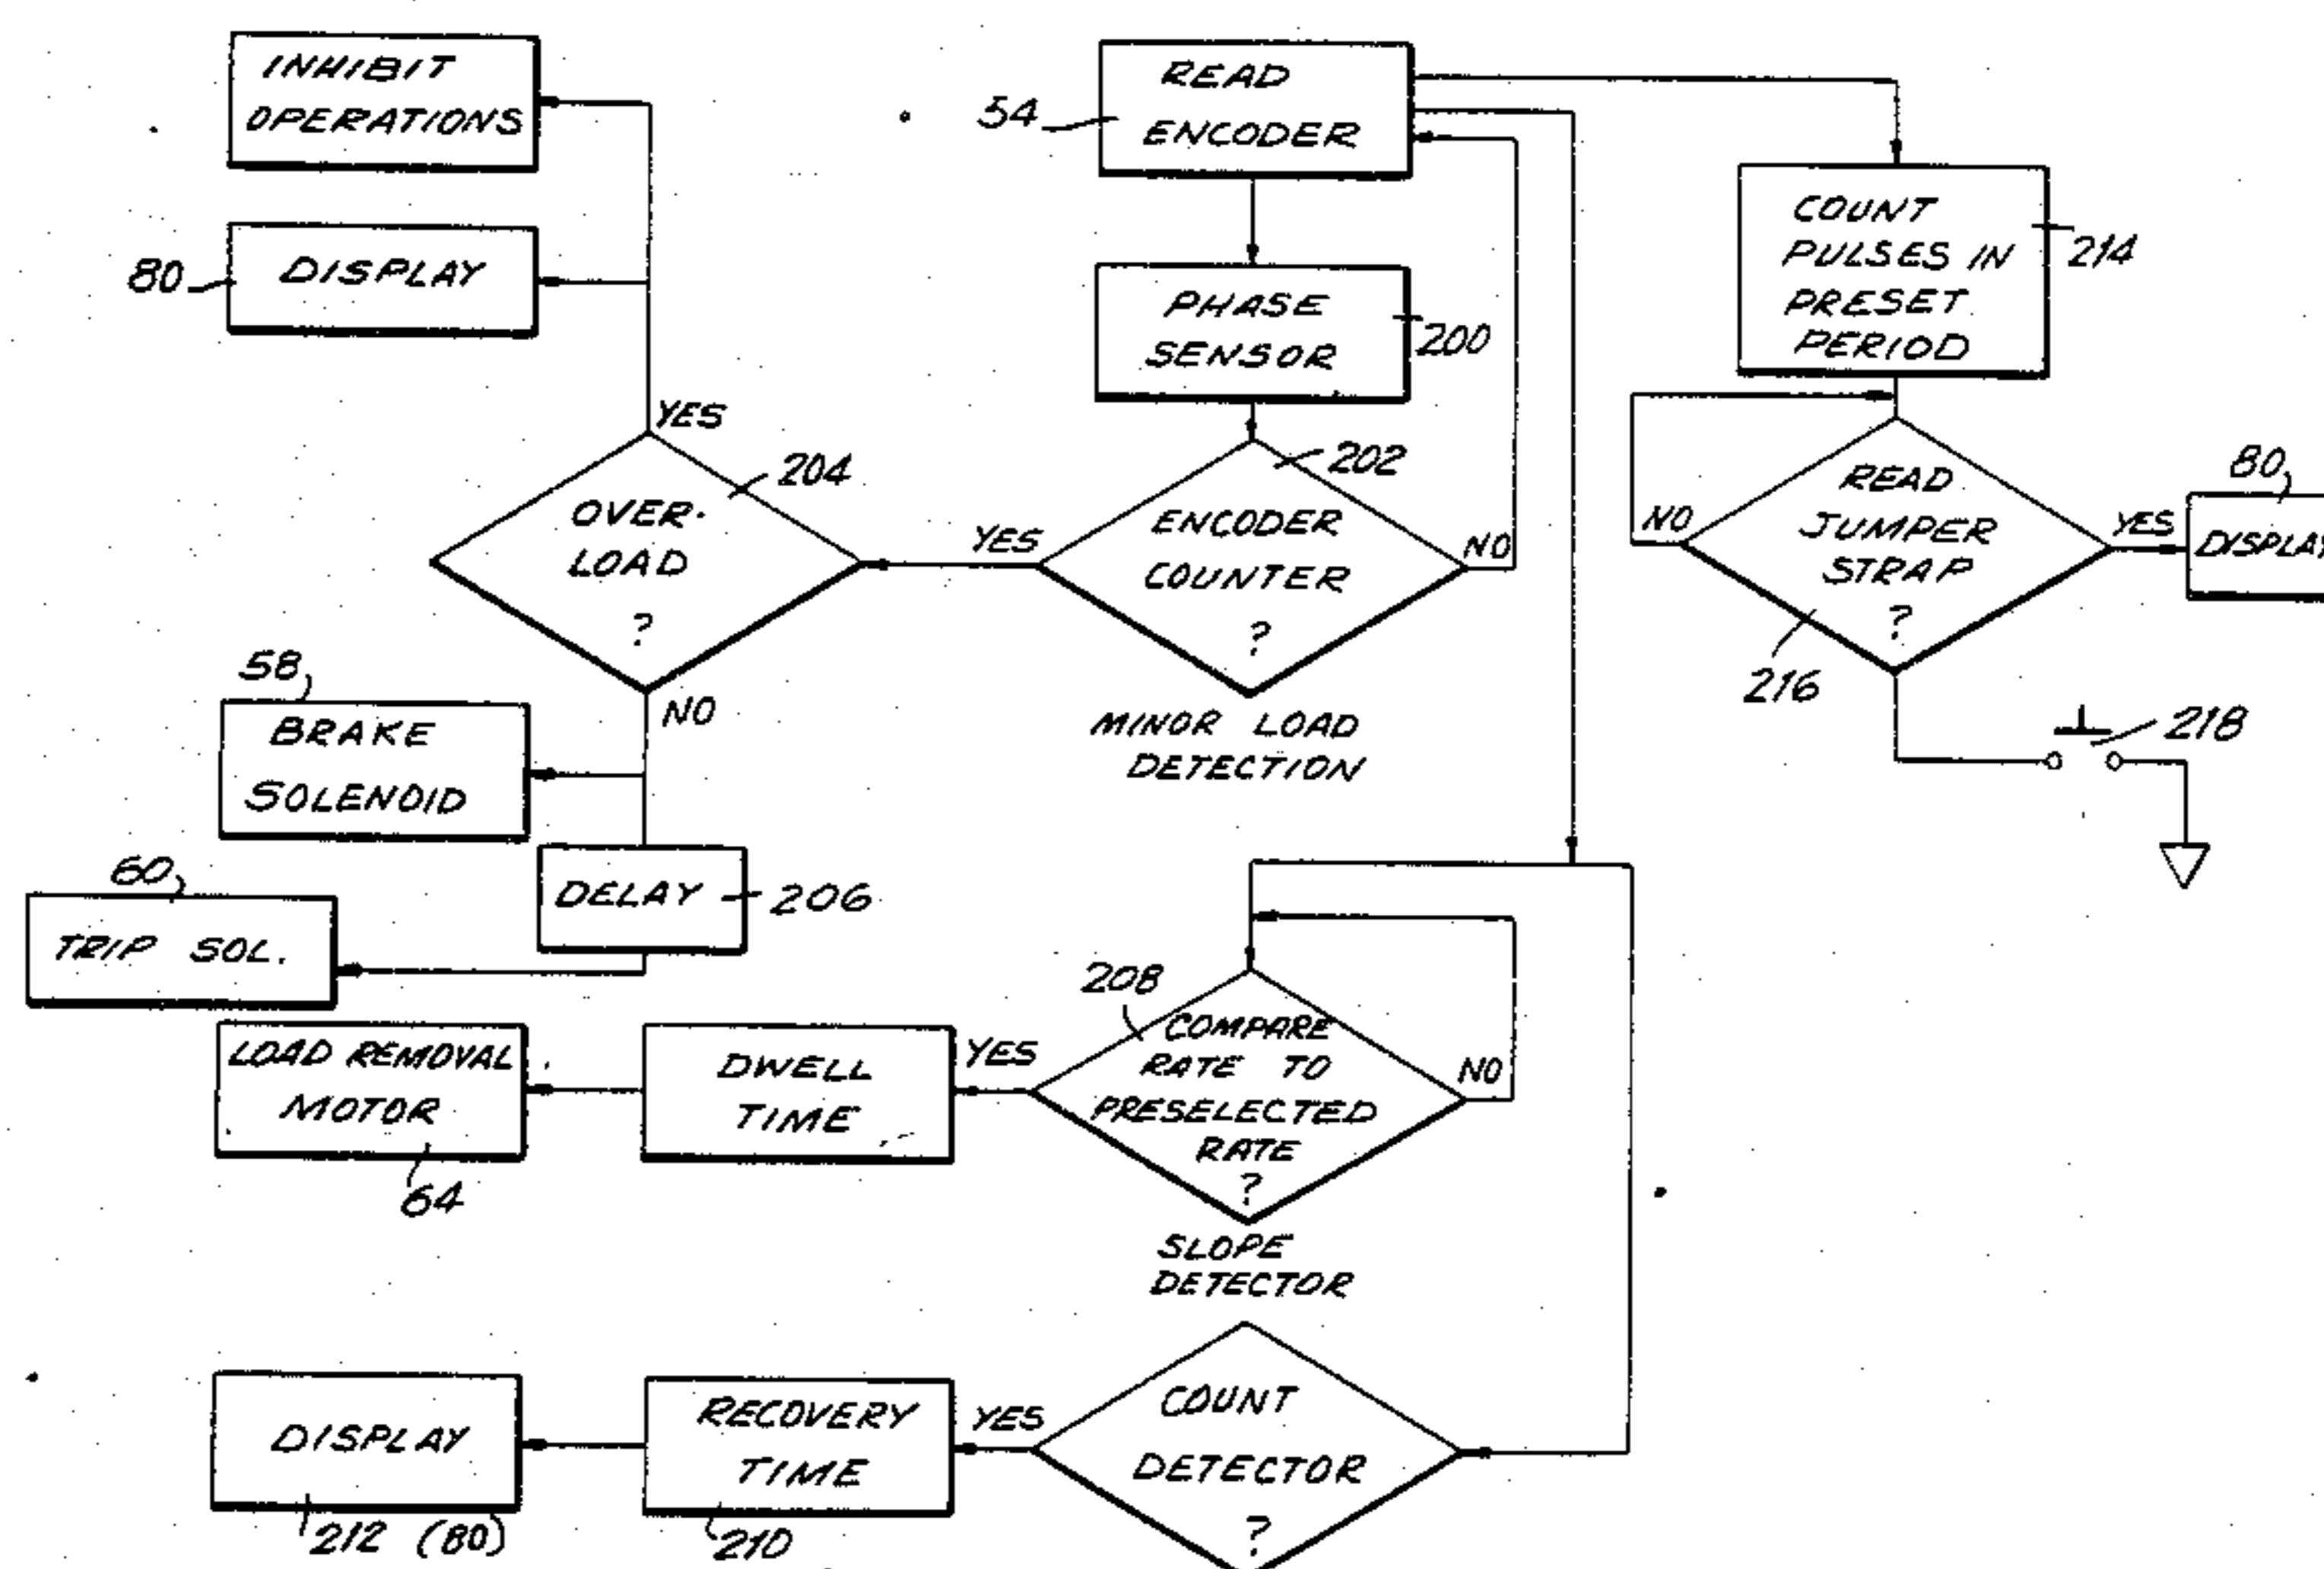 INHIBIT
OPERATIONS
80
DISPLAY
YES
204
OVER-
LOAD
?
NO
58
BRAKE
SOLENOID
DELAY
206
60
TRIP SOL.
54
READ
ENCODER
PHASE
SENSOR
200
202
ENCODER
COUNTER
?
YES
NO
MINOR LOAD
DETECTION
COUNT
PULSES IN
PRESET
PERIOD
214
READ
JUMPER
STRAP
?
NO
YES
216
80
DISPLAY
218
208
COMPARE
RATE TO
PRESELECTED
RATE
?
YES
NO
SLOPE
DETECTOR
DWELL
TIME
LOAD REMOVAL
MOTOR
64
COUNT
DETECTOR
?
YES
RECOVERY
TIME
210
DISPLAY
212 (80)